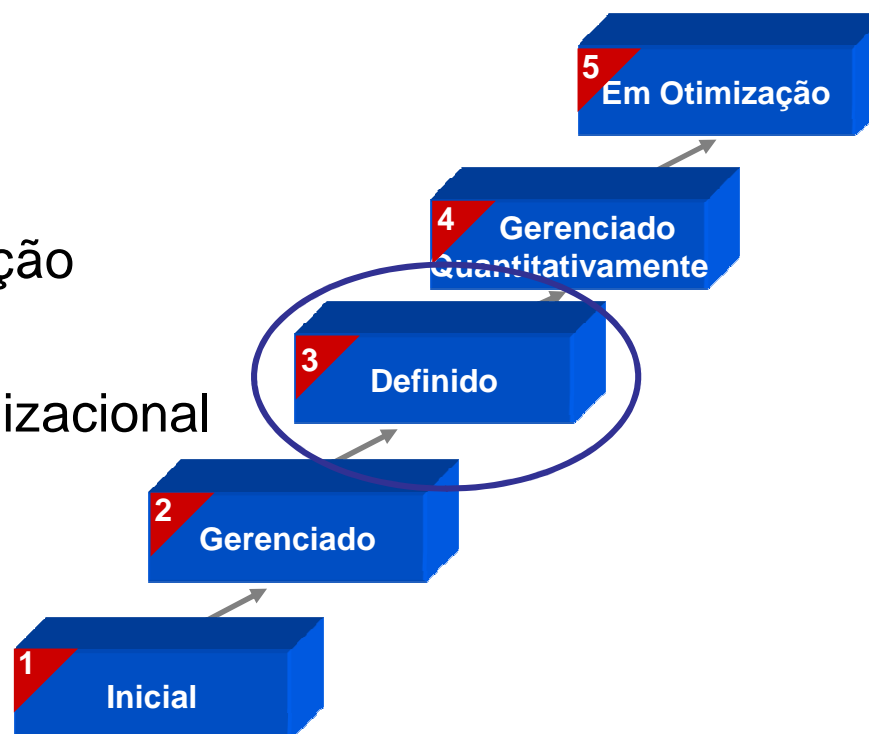 5
Em Otimização
4
Gerenciado
Quantitativamente
ção
3
Definido
izacional
2
Gerenciado
1
Inicial